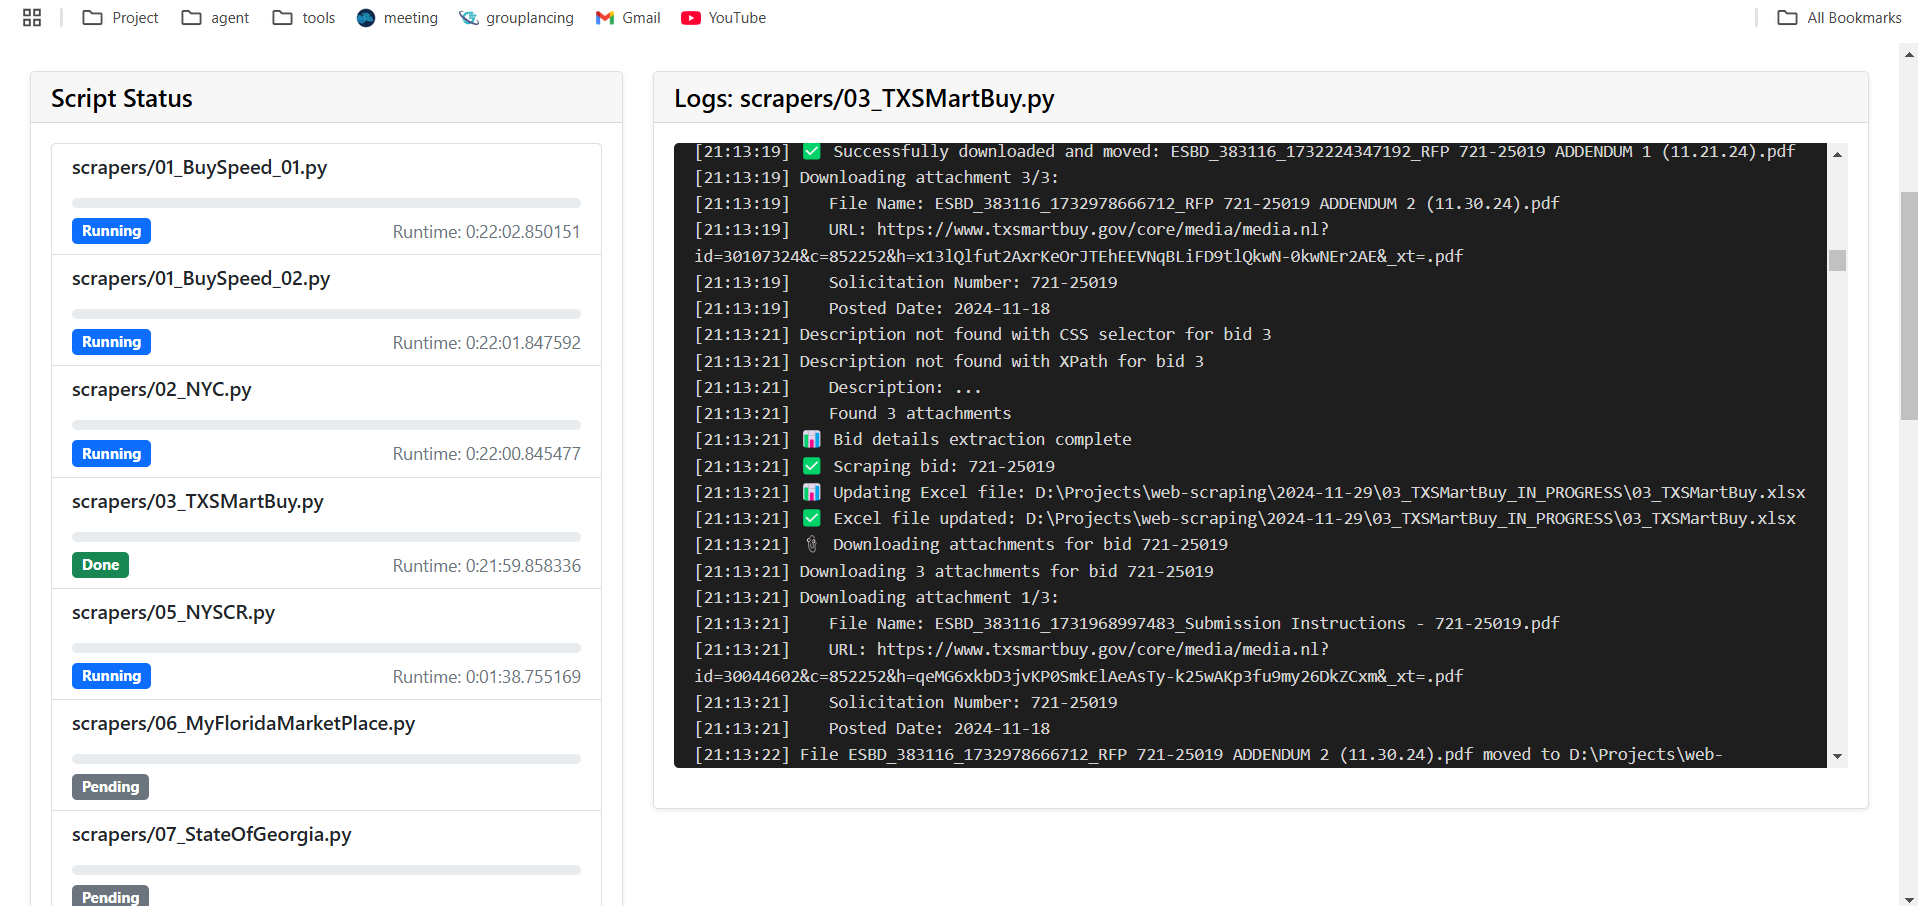 Project agent tools meeting grouplancing Gmail YouTube All Bookmarks
Script Status
scrapers/01_BuySpeed_01.py
Running Runtime: 0:22:02.850151
scrapers/01_BuySpeed_02.py
Running Runtime: 0:22:01.847592
scrapers/02_NYC.py
Running Runtime: 0:22:00.845477
scrapers/03_TXSMartBuy.py
Done Runtime: 0:21:59.858336
scrapers/05_NYSCR.py
Running Runtime: 0:01:38.755169
scrapers/06_MyFloridaMarketPlace.py
Pending
scrapers/07_StateOfGeorgia.py
Pending
Logs: scrapers/03_TXSMartBuy.py
[21:13:19] ✅ Successfully downloaded and moved: ESBD_383116_1732224347192_RFP 721-25019 ADDENDUM 1 (11.21.24).pdf
[21:13:19] Downloading attachment 3/3:
[21:13:19] File Name: ESBD_383116_1732978666712_RFP 721-25019 ADDENDUM 2 (11.30.24).pdf
[21:13:19] URL: https://www.txsmartbuy.gov/core/media/media.nl?
id=30107324&c=852252&h=x13lQlfut2AxrKeOrJTEhEEVNqBLiFD9tlQkwN-0kwNEr2AE&_xt=.pdf
[21:13:19] Solicitation Number: 721-25019
[21:13:19] Posted Date: 2024-11-18
[21:13:21] Description not found with CSS selector for bid 3
[21:13:21] Description not found with XPath for bid 3
[21:13:21] Description: ...
[21:13:21] Found 3 attachments
[21:13:21] 📊 Bid details extraction complete
[21:13:21] ✅ Scraping bid: 721-25019
[21:13:21] 📊 Updating Excel file: D:\Projects\web-scraping\2024-11-29\03_TXSMartBuy_IN_PROGRESS\03_TXSMartBuy.xlsx
[21:13:21] ✅ Excel file updated: D:\Projects\web-scraping\2024-11-29\03_TXSMartBuy_IN_PROGRESS\03_TXSMartBuy.xlsx
[21:13:21] 📎 Downloading attachments for bid 721-25019
[21:13:21] Downloading 3 attachments for bid 721-25019
[21:13:21] Downloading attachment 1/3:
[21:13:21] File Name: ESBD_383116_1731968997483_Submission Instructions - 721-25019.pdf
[21:13:21] URL: https://www.txsmartbuy.gov/core/media/media.nl?
id=30044602&c=852252&h=qeMG6xkbD3jvKP0SmkElAeAsTy-k25wAKp3fu9my26DkZCxm&_xt=.pdf
[21:13:21] Solicitation Number: 721-25019
[21:13:21] Posted Date: 2024-11-18
[21:13:22] File ESBD_383116_1732978666712_RFP 721-25019 ADDENDUM 2 (11.30.24).pdf moved to D:\Projects\web-